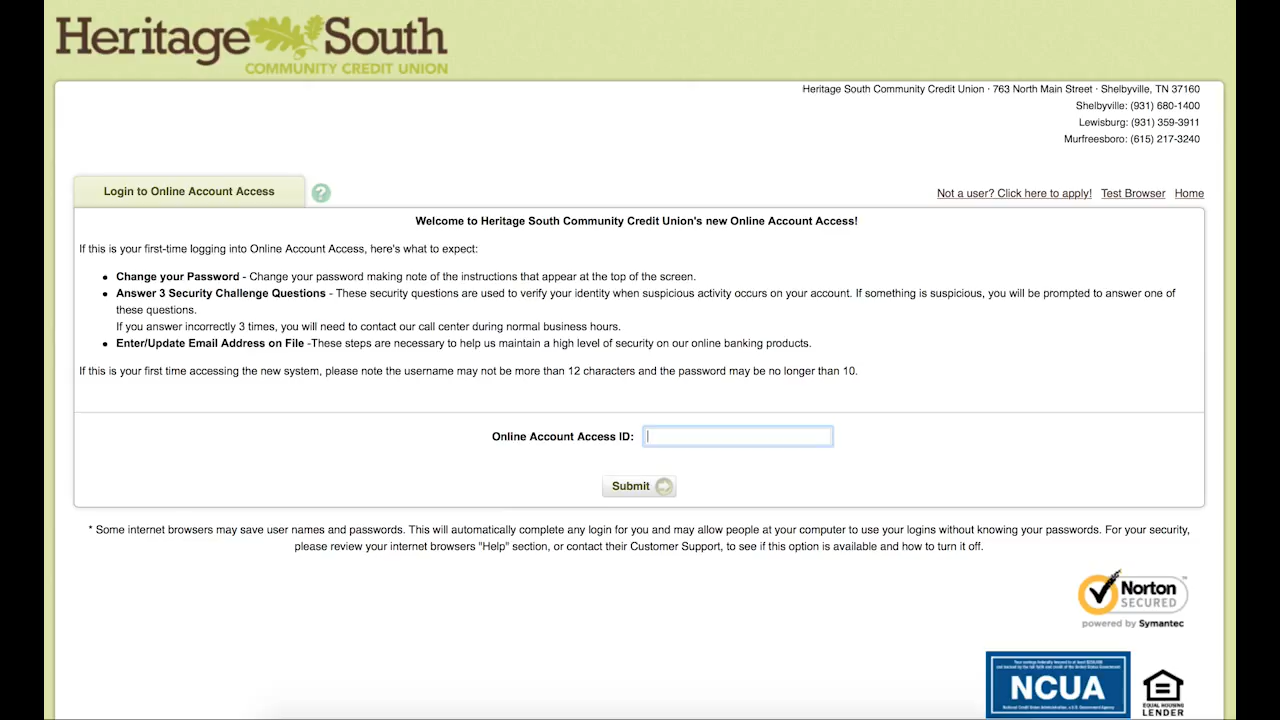 Heritage South
COMMUNITY CREDIT UNION
Heritage South Community Credit Union · 763 North Main Street · Shelbyville, TN 37160
Shelbyville: (931) 680-1400
Lewisburg: (931) 359-3911
Murfreesboro: (615) 217-3240
Login to Online Account Access
?
Not a user? Click here to apply! Test Browser Home
Welcome to Heritage South Community Credit Union's new Online Account Access!
If this is your first-time logging into Online Account Access, here's what to expect:
• Change your Password - Change your password making note of the instructions that appear at the top of the screen.
• Answer 3 Security Challenge Questions - These security questions are used to verify your identity when suspicious activity occurs on your account. If something is suspicious, you will be prompted to answer one of
these questions.
If you answer incorrectly 3 times, you will need to contact our call center during normal business hours.
• Enter/Update Email Address on File -These steps are necessary to help us maintain a high level of security on our online banking products.
If this is your first time accessing the new system, please note the username may not be more than 12 characters and the password may be no longer than 10.
Online Account Access ID:
Submit
* Some internet browsers may save user names and passwords. This will automatically complete any login for you and may allow people at your computer to use your logins without knowing your passwords. For your security,
please review your internet browsers "Help" section, or contact their Customer Support, to see if this option is available and how to turn it off.
Norton
SECURED
powered by Symantec
NCUA
National Credit Union Administration, a U.S. Government Agency
EQUAL HOUSING
LENDER